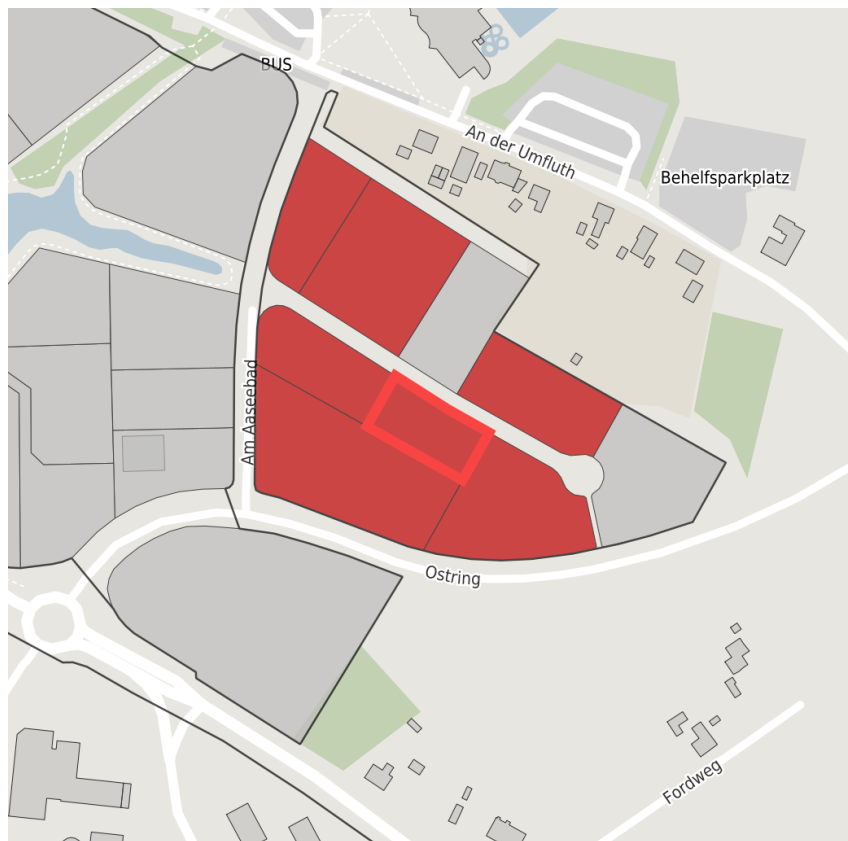 BUS
An der Umfluth
Behelfsparkplatz
Am Aaseebad
Ostring
Fordweg